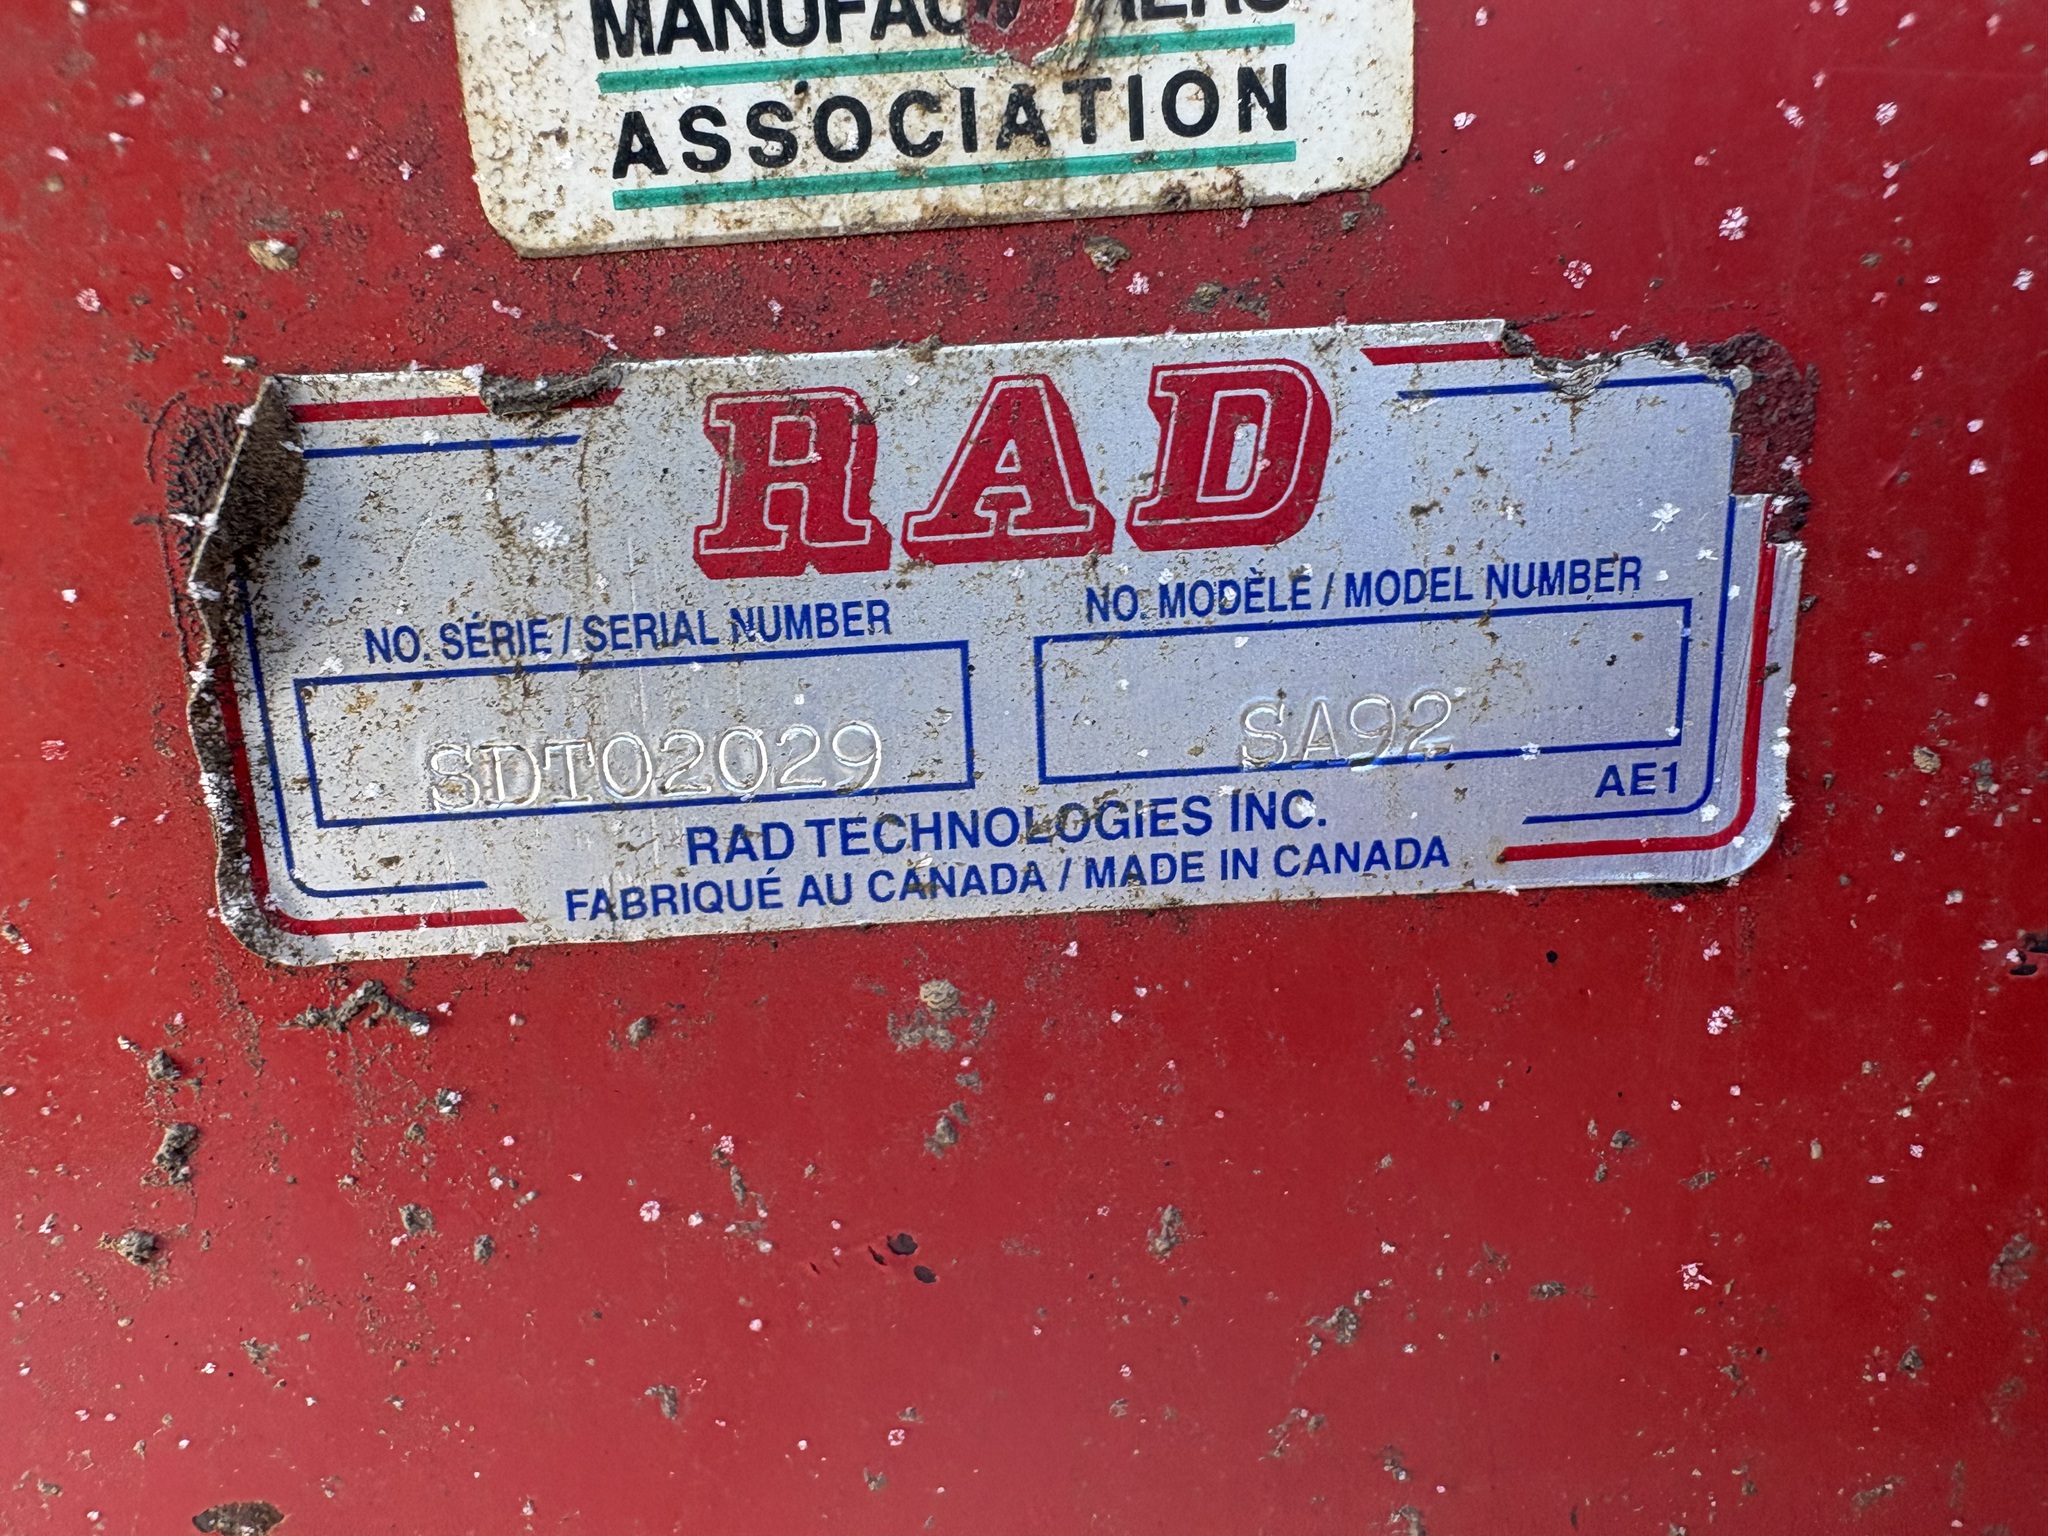 ASSOCIATION
RAD
NO. SÉRIE / SERIAL NUMBER
NO. MODÈLE / MODEL NUMBER
SDT02029
SA92
AE1
RAD TECHNOLOGIES INC.
FABRIQUÉ AU CANADA / MADE IN CANADA